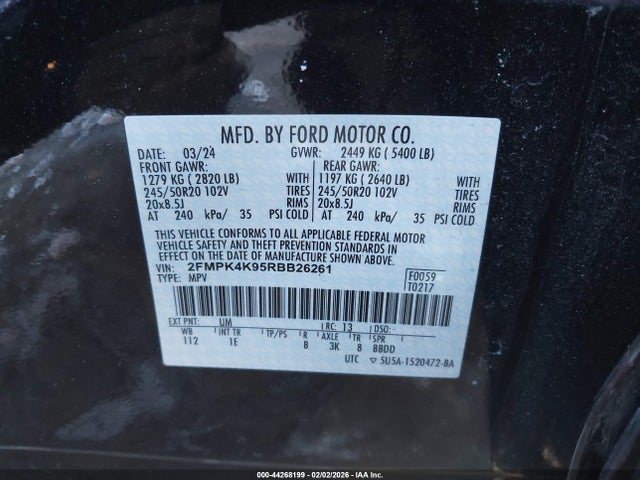 MFD. BY FORD MOTOR CO.
DATE: 03/24 GVWR: 2449 KG ( 5400 LB)
FRONT GAWR: REAR GAWR:
1279 KG ( 2820 LB) WITH 1197 KG ( 2640 LB) WITH
245/50R20 102V TIRES 245/50R20 102V TIRES
20x8.5J RIMS 20x8.5J RIMS
AT 240 kPa/ 35 PSI COLD AT 240 kPa/ 35 PSI COLD
THIS VEHICLE CONFORMS TO ALL APPLICABLE FEDERAL MOTOR
VEHICLE SAFETY AND THEFT PREVENTION STANDARDS IN
EFFECT ON THE DATE OF MANUFACTURE SHOWN ABOVE.
VIN: 2FMPK4K95RBB26261 F0059
TYPE: MPV T0217
EXT PNT: UM RC: 13 DSO:
WB INT TR TP/PS R AXLE TR SPR
112 1E B 3K 8 BBDD
UTC 5U5A-1520472-BA
000-44268199 - 02/02/2026 - IAA Inc.